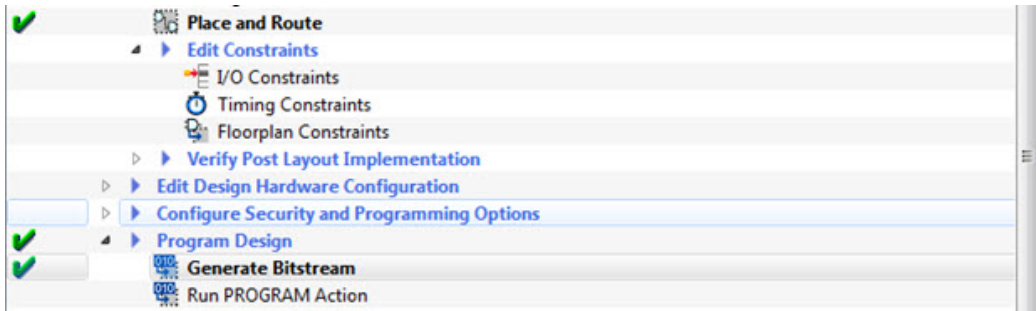 Place and Route
Edit Constraints
I/O Constraints
Timing Constraints
Floorplan Constraints
Verify Post Layout Implementation
Edit Design Hardware Configuration
Configure Security and Programming Options
Program Design
Generate Bitstream
Run PROGRAM Action